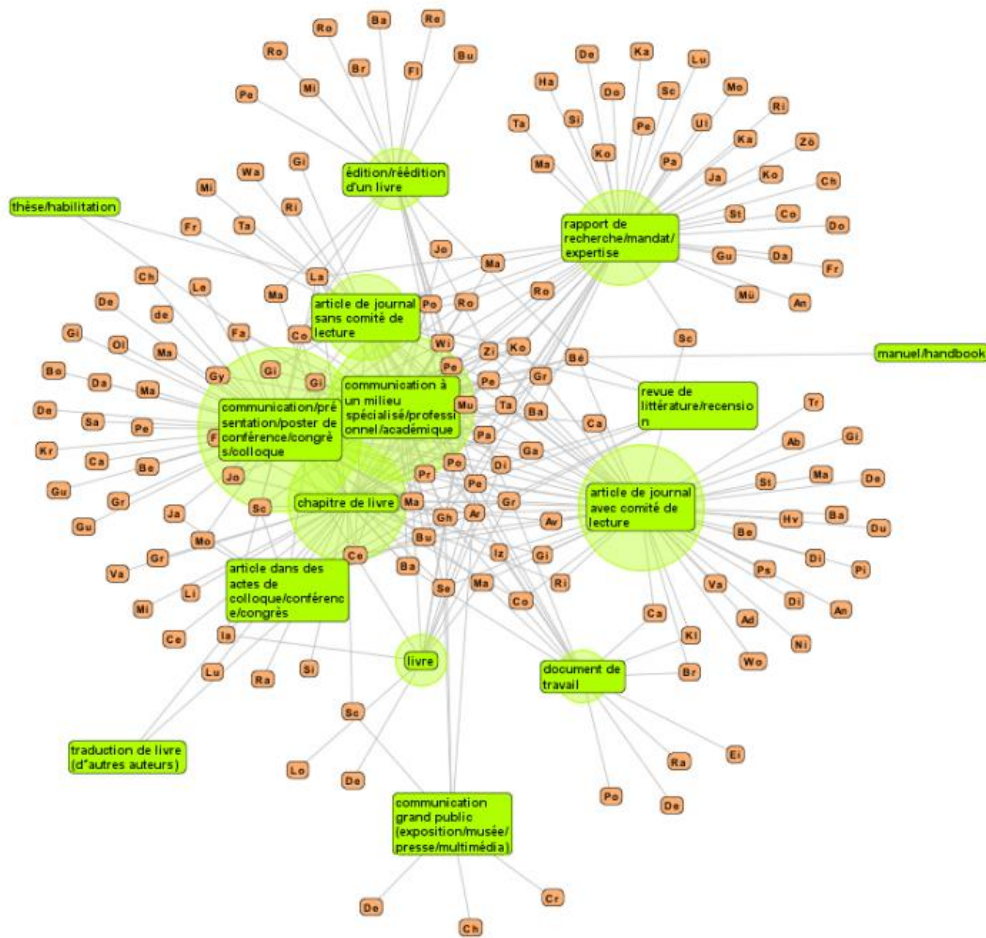 Ba
Re
Ro
Ro
Br
Fl
Bu
Mi
Pe
De
Ka
Lu
Ha
Do
Sc
Mo
Ri
Ta
Si
Pe
Ul
Ka
Zö
Ma
Ko
Pa
Ja
Ko
Ch
St
Co
Do
Gu
Da
Fr
Mü
An
Gi
Wa
Mi
Ri
Fr
Ta
édition/réédition
d'un livre
thèse/habilitation
rapport de
recherche/mandat/
expertise
Jo
Ma
La
Ma
Po
Ro
Ro
Ch
Le
De
de
Co
article de journal
sans comité de
lecture
Gi
Ol
Ma
Fa
Wi
Zi
Ko
Bé
Sc
manuel/handbook
Bo
Da
Ma
Gy
Gi
Gi
Pe
Pe
Gr
communication/pré
sentation/poster de
conférence/congrè
s/colloque
communication à
un milieu
spécialisé/professi
onnel/académique
revue de
littérature/recension
n
De
Sa
Pe
Mu
Ta
Ba
Ca
Tr
Kr
Ca
Be
F
Pa
Ga
Ab
Gi
Gu
Gr
Jo
Pr
Po
Di
Pe
St
Ma
De
Gu
Ja
Sc
chapitre de livre
Ma
Gr
article de journal
avec comité de
lecture
Mo
Gh
Ar
Av
Be
Hv
Ba
Du
Va
Gr
Ce
Bu
Iz
Gi
Di
Pi
Mi
Li
article dans des
actes de
colloque/conférenc
e/congrès
Ba
Se
Ma
Co
Ri
Va
Ps
Di
An
Ce
Ia
Ca
Kl
Ad
Ni
Lu
Ra
Si
livre
document de
travail
Br
Wo
traduction de livre
(d"autres auteurs)
Sc
Lo
De
Ra
Ei
Po
De
communication
grand public
(exposition/musée/
presse/multimédia)
De
Ch
Cr